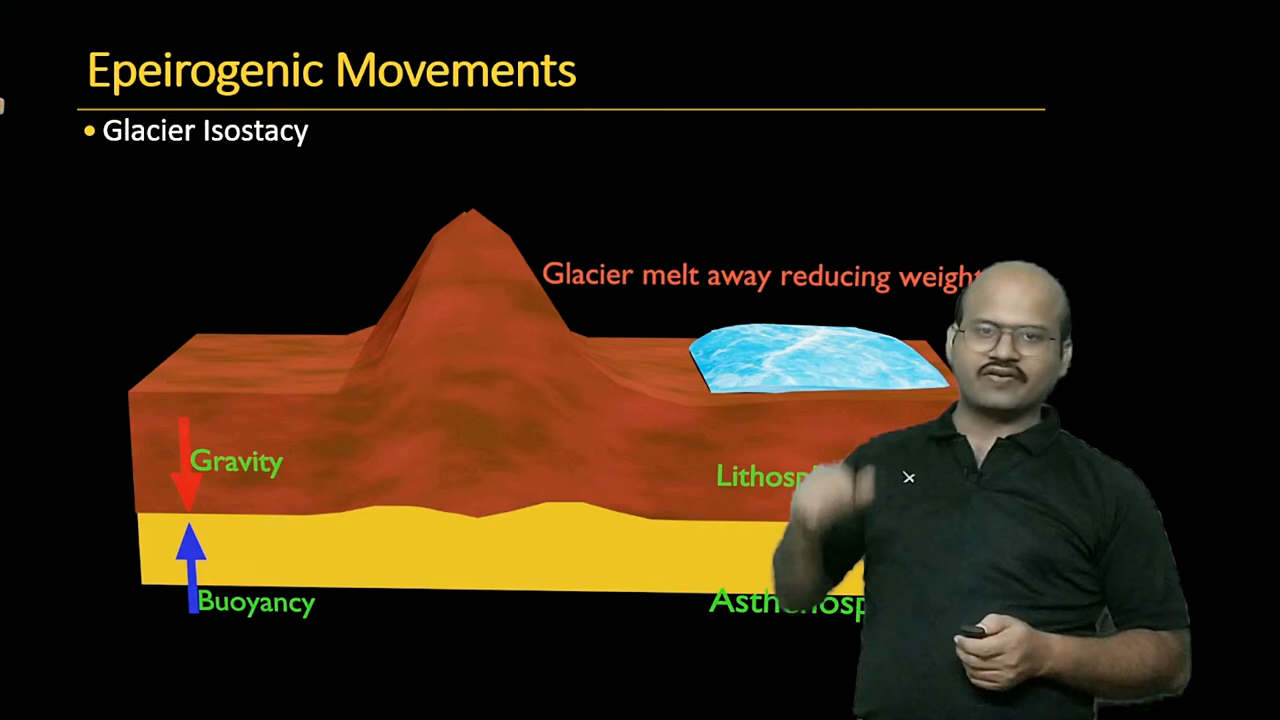 Epeirogenic Movements
• Glacier Isostacy
Glacier melt away reducing weight
Gravity
Buoyancy